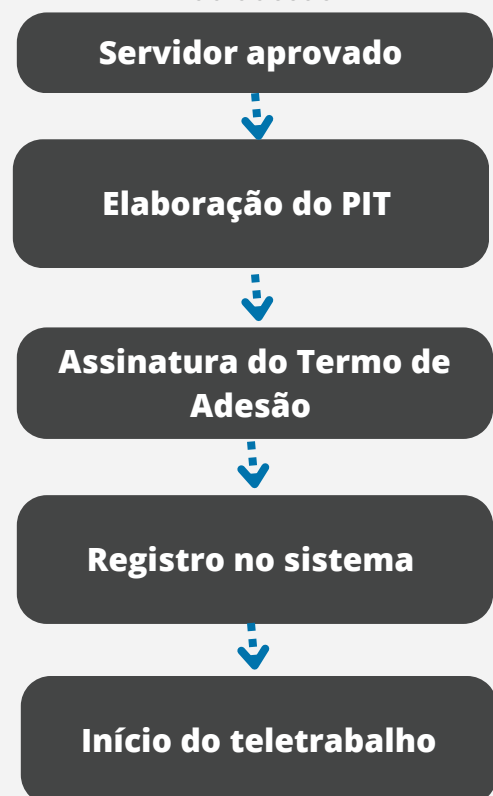 Servidor aprovado
Elaboração do PIT
Assinatura do Termo de
Adesão
Registro no sistema
Início do teletrabalho